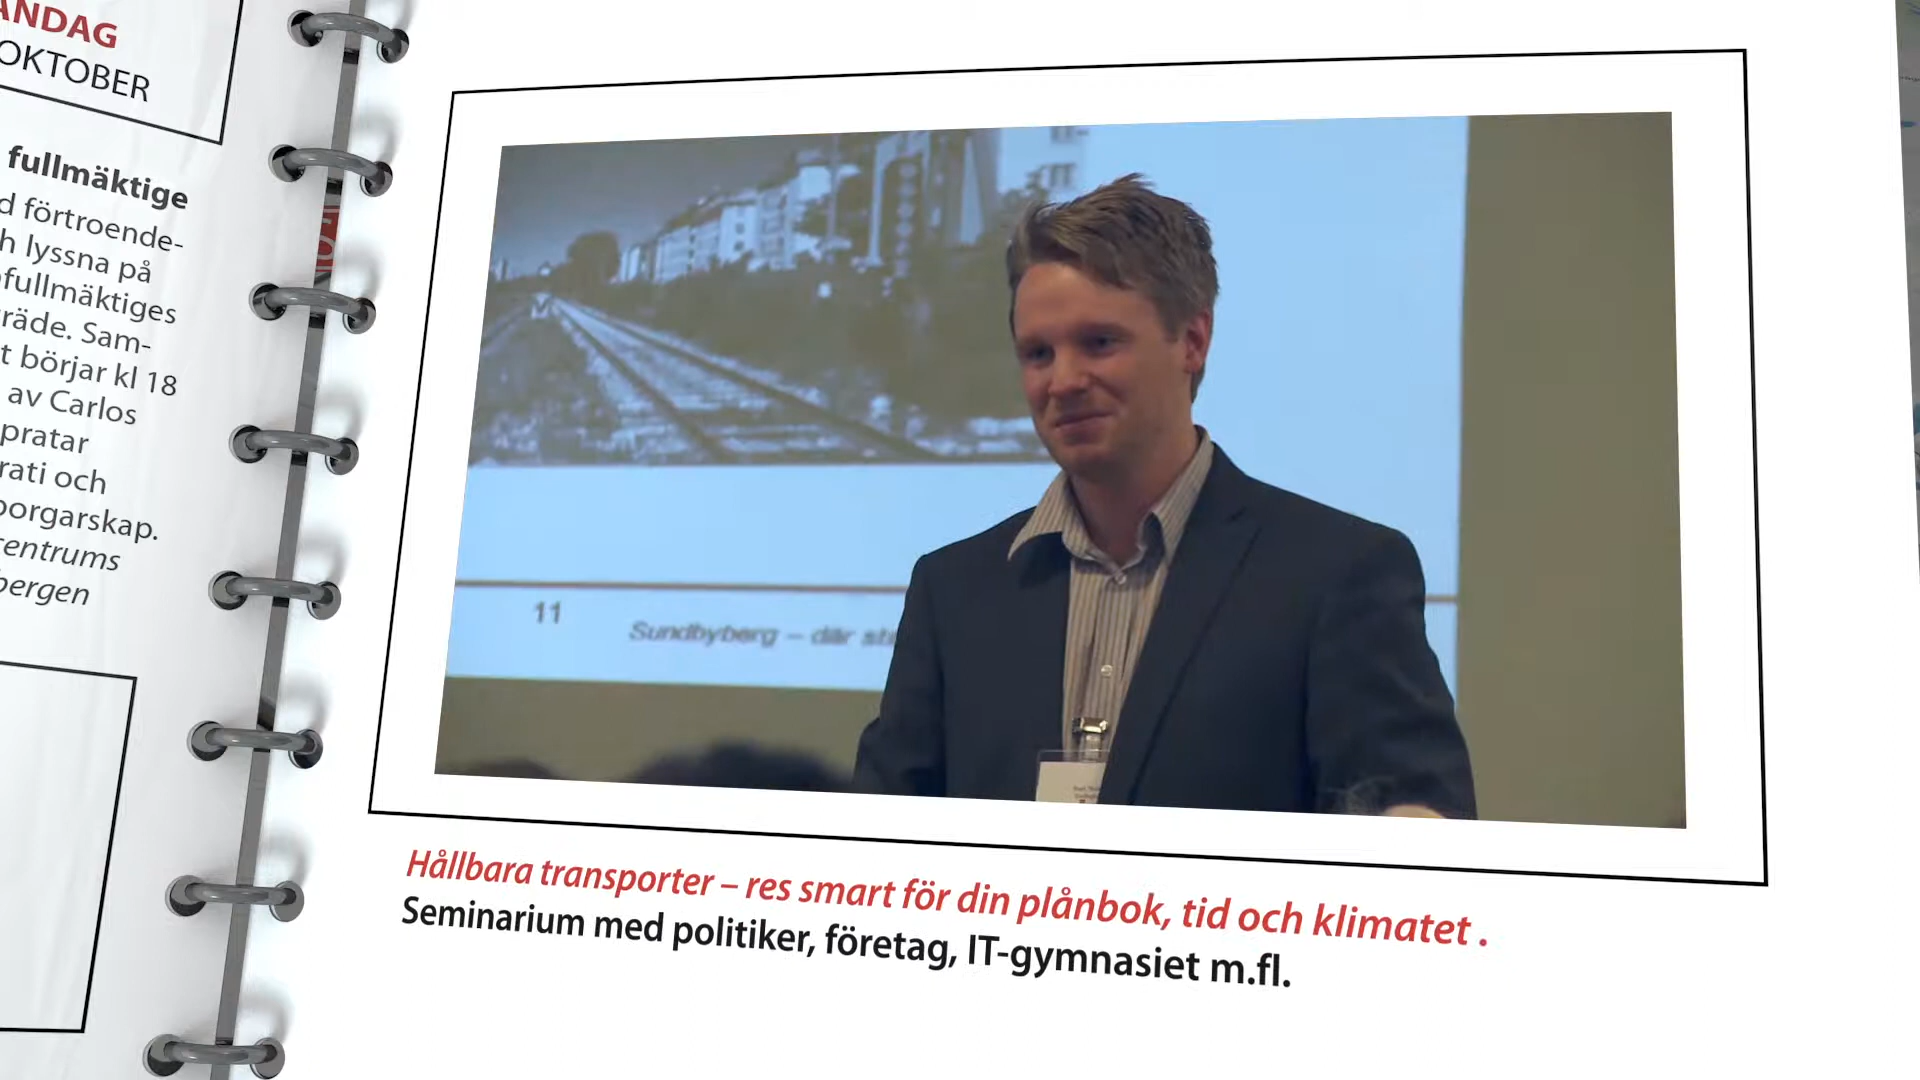 ANDAG
OKTOBER
fullmäktige
d förtroende-
h lyssna på
fullmäktiges
räde. Sam-
t börjar kl 18
av Carlos
pratar
rati och
borgarskap.
centrums
bergen
11
Sundbyberg – där
Hållbara transporter – res smart för din plånbok, tid och klimatet .
Seminarium med politiker, företag, IT-gymnasiet m.fl.